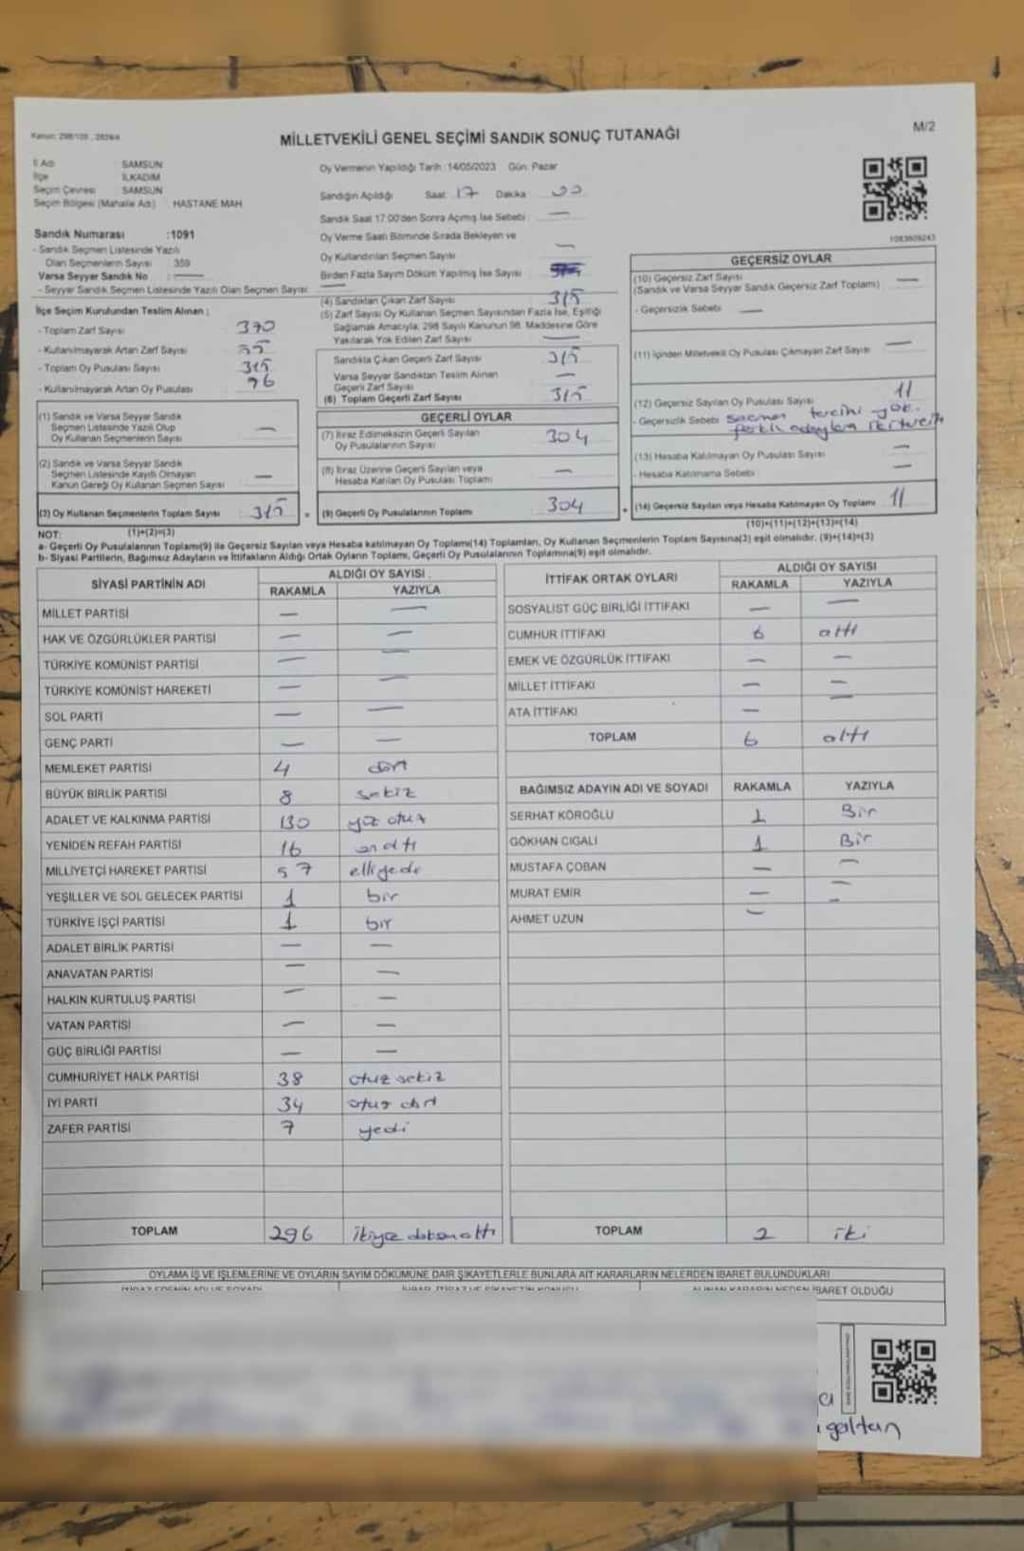 Kanun: 298/105 , 2839/4
MİLLETVEKİLİ GENEL SEÇİMİ SANDIK SONUÇ TUTANAĞI
M/2
İl Adı : SAMSUN
İlçe : İLKADIM
Seçim Çevresi : SAMSUN
Seçim Bölgesi (Mahalle Adı) : HASTANE MAH
Sandık Numarası :1091
- Sandık Seçmen Listesinde Yazılı
Olan Seçmenlerin Sayısı : 359
Varsa Seyyar Sandık No : —
- Seyyar Sandık Seçmen Listesinde Yazılı Olan Seçmen Sayısı: —
İlçe Seçim Kurulundan Teslim Alınan ;
- Toplam Zarf Sayısı 370
- Kullanılmayarak Artan Zarf Sayısı 55
- Toplam Oy Pusulası Sayısı
- Kullanılmayarak Artan Oy Pusulası
(1) Sandık ve Varsa Seyyar Sandık
Seçmen Listesinde Yazılı Olup
Oy Kullanan Seçmenlerin Sayısı —
(2) Sandık ve Varsa Seyyar Sandık
Seçmen Listesinde Kayıtlı Olmayan
Kanun Gereği Oy Kullanan Seçmen Sayısı —
(3) Oy Kullanan Seçmenlerin Toplam Sayısı 315
Oy Vermenin Yapıldığı Tarih :14/05/2023 Gün: Pazar
Sandığın Açıldığı Saat: 17 Dakika : 00
Sandık Saat 17:00'den Sonra Açılmış İse Sebebi : —
Oy Verme Saati Bitiminde Sırada Bekleyen ve
Oy Kullandırılan Seçmen Sayısı —
Birden Fazla Sayım Döküm Yapılmış İse Sayısı
(4) Sandıktan Çıkan Zarf Sayısı 315
(5) Zarf Sayısı Oy Kullanan Seçmen Sayısından Fazla İse, Eşitliği
Sağlamak Amacıyla, 298 Sayılı Kanunun 98. Maddesine Göre
Yakılarak Yok Edilen Zarf Sayısı —
Sandıkta Çıkan Geçerli Zarf Sayısı 315
Varsa Seyyar Sandıktan Teslim Alınan
Geçerli Zarf Sayısı —
(6) Toplam Geçerli Zarf Sayısı 315
GEÇERLİ OYLAR
(7) İtiraz Edilmeksizin Geçerli Sayılan
Oy Pusulalarının Sayısı 304
(8) İtiraz Üzerine Geçerli Sayılan veya
Hesaba Katılan Oy Pusulası Toplamı —
(9) Geçerli Oy Pusulalarının Toplamı 304
1083609243
GEÇERSİZ OYLAR
(10) Geçersiz Zarf Sayısı —
(Sandık ve Varsa Seyyar Sandık Geçersiz Zarf Toplamı)
- Geçersizlik Sebebi —
(11) İçinden Milletvekili Oy Pusulası Çıkmayan Zarf Sayısı —
(12) Geçersiz Sayılan Oy Pusulası Sayısı 11
- Geçersizlik Sebebi seçmen tercihi yok.
(13) Hesaba Katılmayan Oy Pusulası Sayısı —
- Hesaba Katılmama Sebebi —
(14) Geçersiz Sayılan veya Hesaba Katılmayan Oy Toplamı 11
NOT: (1)+(2)=(3) (10)+(11)+(12)+(13)=(14)
a- Geçerli Oy Pusulalarının Toplamı(9) ile Geçersiz Sayılan veya Hesaba katılmayan Oy Toplamı(14) Toplamları, Oy Kullanan Seçmenlerin Toplam Sayısına(3) eşit olmalıdır. (9)+(14)=(3)
b- Siyasi Partilerin, Bağımsız Adayların ve İttifakların Aldığı Ortak Oyların Toplamı, Geçerli Oy Pusulalarının Toplamına(9) eşit olmalıdır.
SİYASİ PARTİNİN ADI ALDIĞI OY SAYISI
RAKAMLA YAZIYLA
MİLLET PARTİSİ — —
HAK VE ÖZGÜRLÜKLER PARTİSİ — —
TÜRKİYE KOMÜNİST PARTİSİ — —
TÜRKİYE KOMÜNİST HAREKETİ — —
SOL PARTİ — —
GENÇ PARTİ — —
MEMLEKET PARTİSİ 4 dört
BÜYÜK BİRLİK PARTİSİ 8 sekiz
ADALET VE KALKINMA PARTİSİ 130 yüz otuz
YENİDEN REFAH PARTİSİ 16 on altı
MİLLİYETÇİ HAREKET PARTİSİ 57 elli yedi
YEŞİLLER VE SOL GELECEK PARTİSİ 1 bir
TÜRKİYE İŞÇİ PARTİSİ 1 bir
ADALET BİRLİK PARTİSİ — —
ANAVATAN PARTİSİ — —
HALKIN KURTULUŞ PARTİSİ — —
VATAN PARTİSİ — —
GÜÇ BİRLİĞİ PARTİSİ — —
CUMHURİYET HALK PARTİSİ 38 otuz sekiz
İYİ PARTİ 34 otuz dört
ZAFER PARTİSİ 7 yedi
TOPLAM 296 ikiyüz doksan altı
İTTİFAK ORTAK OYLARI ALDIĞI OY SAYISI
RAKAMLA YAZIYLA
SOSYALİST GÜÇ BİRLİĞİ İTTİFAKI — —
CUMHUR İTTİFAKI 6 altı
EMEK VE ÖZGÜRLÜK İTTİFAKI — —
MİLLET İTTİFAKI — —
ATA İTTİFAKI — —
TOPLAM 6 altı
BAĞIMSIZ ADAYIN ADI VE SOYADI RAKAMLA YAZIYLA
SERHAT KÖROĞLU 1 Bir
GÖKHAN CIGALI 1 Bir
MUSTAFA ÇOBAN — —
MURAT EMİR — —
AHMET UZUN —
TOPLAM 2 iki
OYLAMA İŞ VE İŞLEMLERİNE VE OYLARIN SAYIM DÖKÜMÜNE DAİR ŞİKAYETLERLE BUNLARA AİT KARARLARIN NELERDEN İBARET BULUNDUKLARI
ALINAN KARARIN NEDEN İBARET OLDUĞU